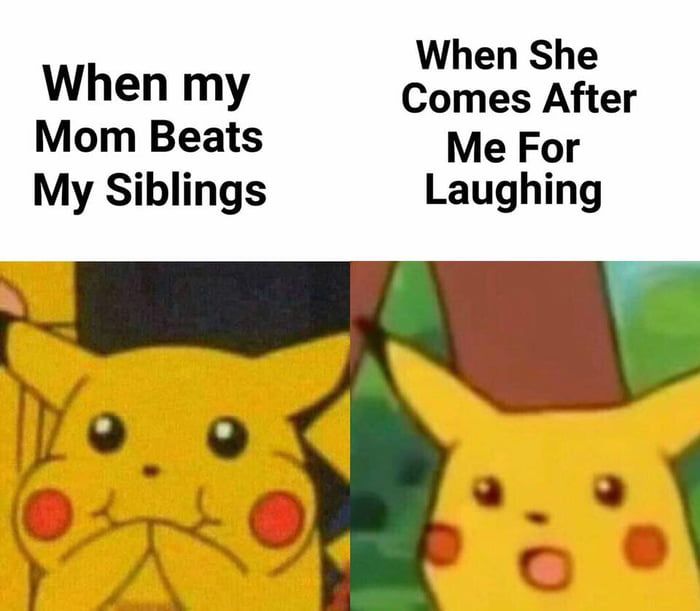 When my
Mom Beats
My Siblings
When She
Comes After
Me For
Laughing